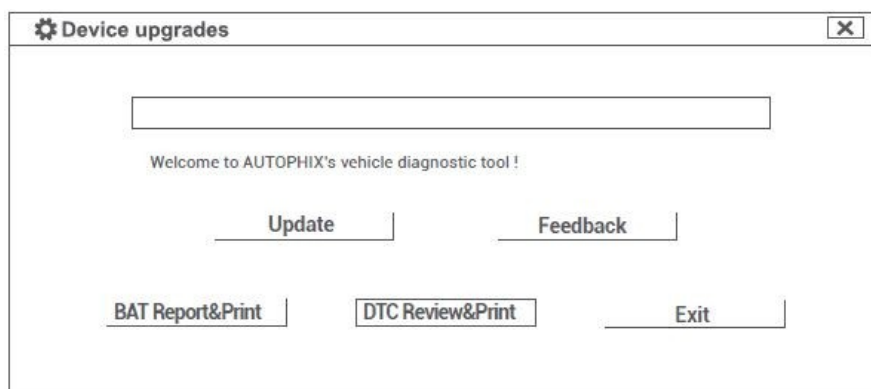 Device upgrades
Welcome to AUTOPHIX's vehicle diagnostic tool !
Update
Feedback
BAT Report&Print
DTC Review&Print
Exit